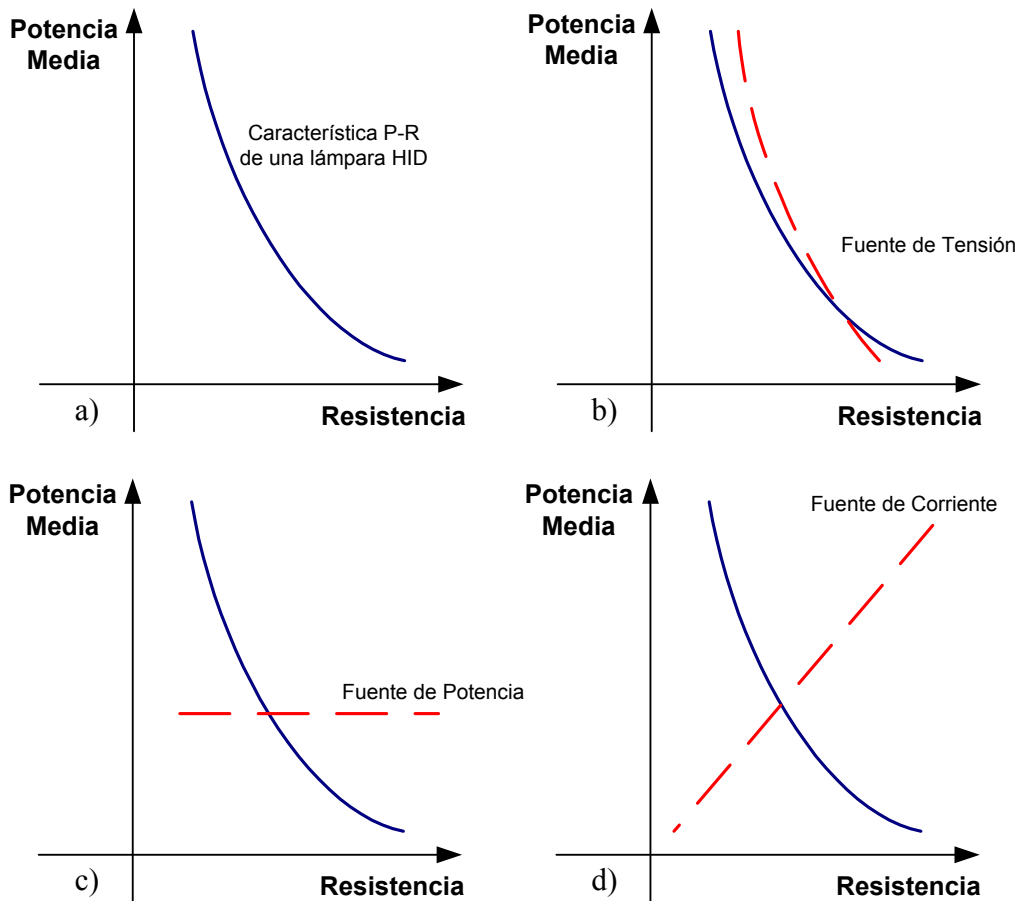 Potencia
Media
Característica P-R
de una lámpara HID
a)
Resistencia
Potencia
Media
Fuente de Tensión
b)
Resistencia
Potencia
Media
Fuente de Potencia
c)
Resistencia
Potencia
Media
Fuente de Corriente
d)
Resistencia